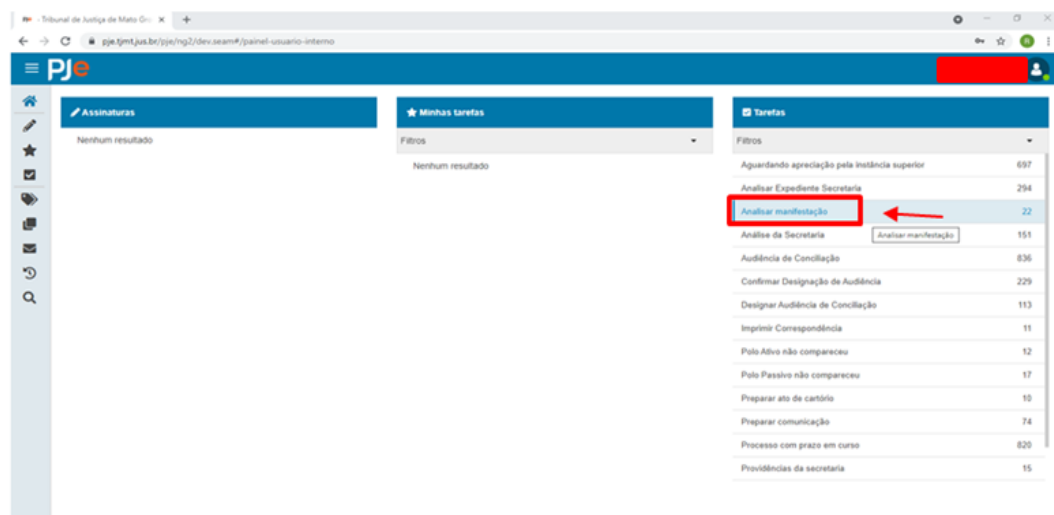 PJe - Tribunal de Justiça de Mato Gro
pje.tjmt.jus.br/pje/ng2/dev.seam#/painel-usuario-interno
PJe
Assinaturas
Nenhum resultado
Minhas tarefas
Filtros
Nenhum resultado
Tarefas
Filtros
Aguardando apreciação pela instância superior 697
Analisar Expediente Secretaria 294
Analisar manifestação 22
Análise da Secretaria 151
Analisar manifestação
Audiência de Conciliação 836
Confirmar Designação de Audiência 229
Designar Audiência de Conciliação 113
Imprimir Correspondência 11
Polo Ativo não compareceu 12
Polo Passivo não compareceu 17
Preparar ato de cartório 10
Preparar comunicação 74
Processo com prazo em curso 820
Providências da secretaria 15